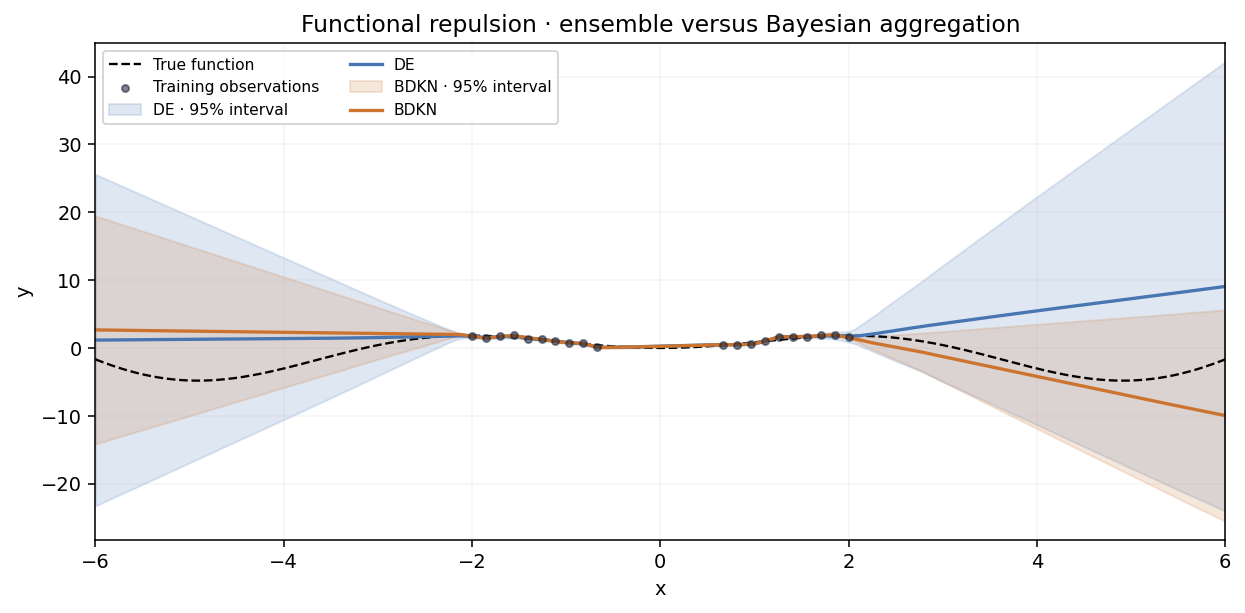 Functional repulsion · ensemble versus Bayesian aggregation
True function
Training observations
DE · 95% interval
DE
BDKN · 95% interval
BDKN
y
40
30
20
10
0
−10
−20
−6
−4
−2
0
2
4
6
x